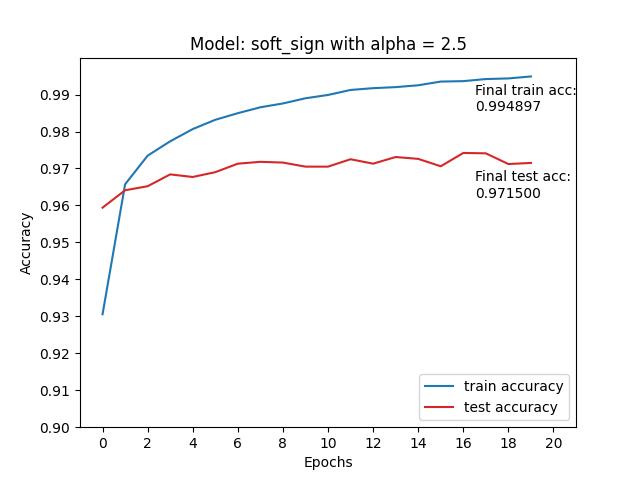 Model: soft_sign with alpha = 2.5
Accuracy
0.99
0.98
0.97
0.96
0.95
0.94
0.93
0.92
0.91
0.90
Final train acc:
0.994897
Final test acc:
0.971500
train accuracy
test accuracy
0 2 4 6 8 10 12 14 16 18 20
Epochs